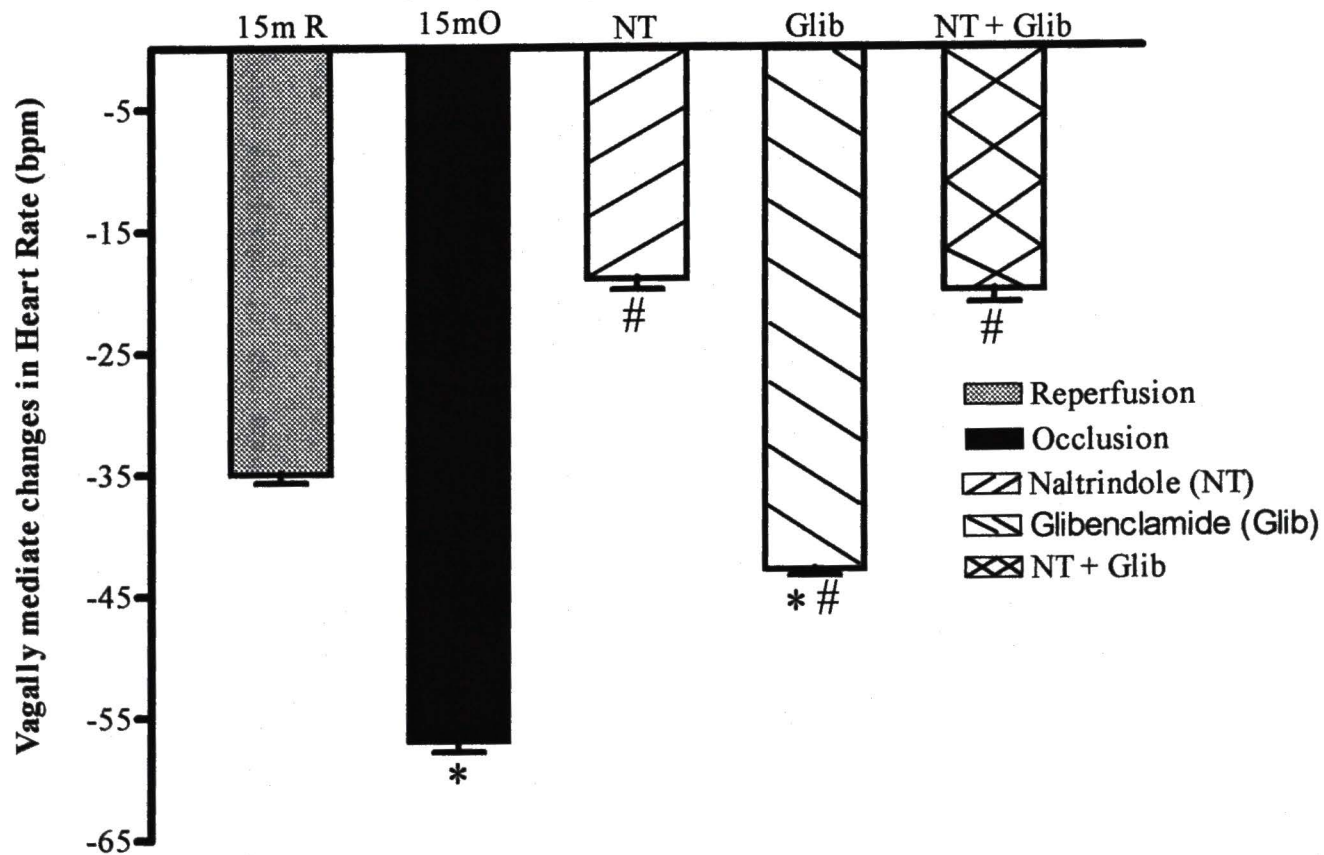 15m R 15mO NT Glib NT + Glib
Vagally mediate changes in Heart Rate (bpm)
-5
-15
-25
-35
-45
-55
-65
#
#
* #
*
Reperfusion
Occlusion
Naltrindole (NT)
Glibenclamide (Glib)
NT + Glib